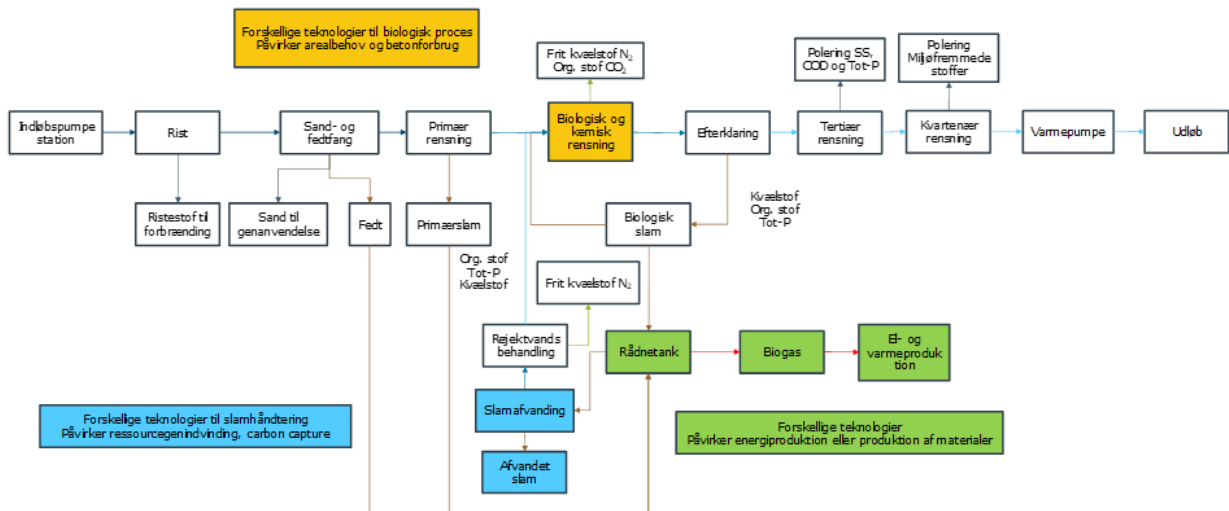 Forskellige teknologier til biologisk proces
Påvirker arealbehov og betonforbrug
Frit kvælstof N₂
Org. stof CO₂
Polering SS,
COD og Tot-P
Polering
Miljøfremmede
stoffer
Indløbspumpe
station
Rist
Sand- og
fedtfang
Primær
rensning
Biologisk og
kemisk
rensning
Efterklaring
Tertiær
rensning
Kvartenær
rensning
Varmepumpe
Udløb
Ristestof til
forbrænding
Sand til
genanvendelse
Fedt
Primærslam
Biologisk
slam
Kvælstof
Org. stof
Tot-P
Org. stof
Tot-P
Kvælstof
Frit kvælstof N₂
Rejektvands
behandling
Rådnetank
Biogas
El- og
varmeproduk
tion
Slamafvanding
Afvandet
slam
Forskellige teknologier til slamhåndtering
Påvirker ressourcegenindvinding, carbon capture
Forskellige teknologier
Påvirker energiproduktion eller produktion af materialer